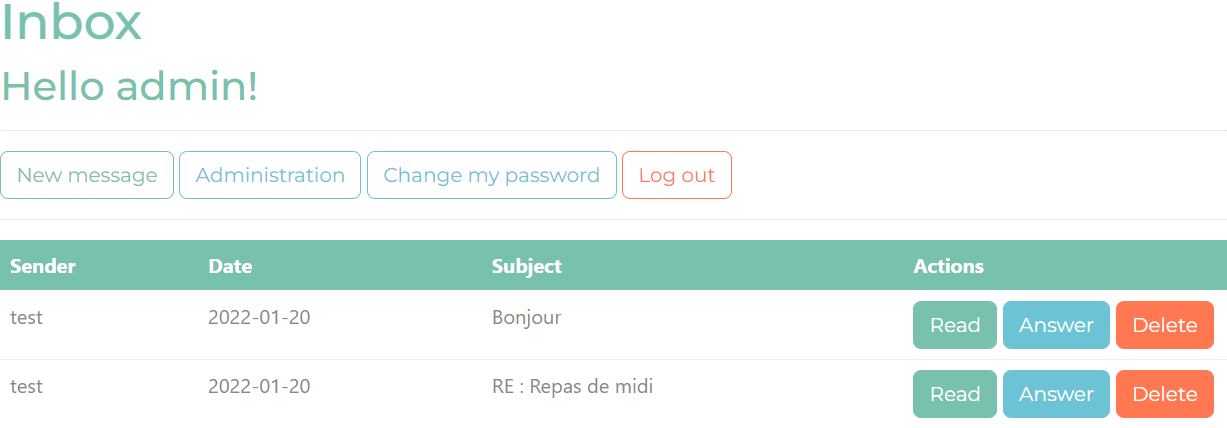 Inbox
Hello admin!
New message Administration Change my password Log out
Sender Date Subject Actions
test 2022-01-20 Bonjour Read Answer Delete
test 2022-01-20 RE : Repas de midi Read Answer Delete